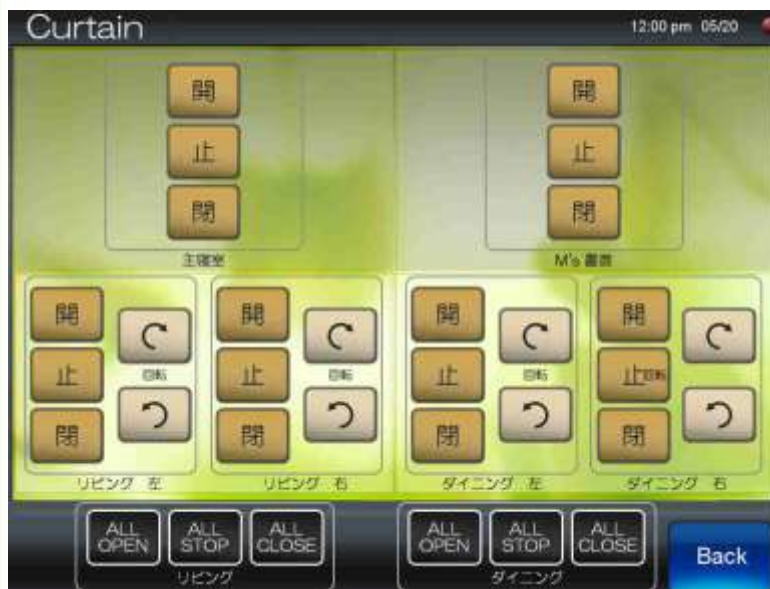 Curtain
12:00 pm 05/20
開
止
閉
主寝室
開
止
閉
M's 書斎
開
止
閉
回転
リビング 左
開
止
閉
回転
リビング 右
開
止
閉
回転
ダイニング 左
開
止
閉
回転
ダイニング 右
ALL OPEN
ALL STOP
ALL CLOSE
リビング
ALL OPEN
ALL STOP
ALL CLOSE
ダイニング
Back